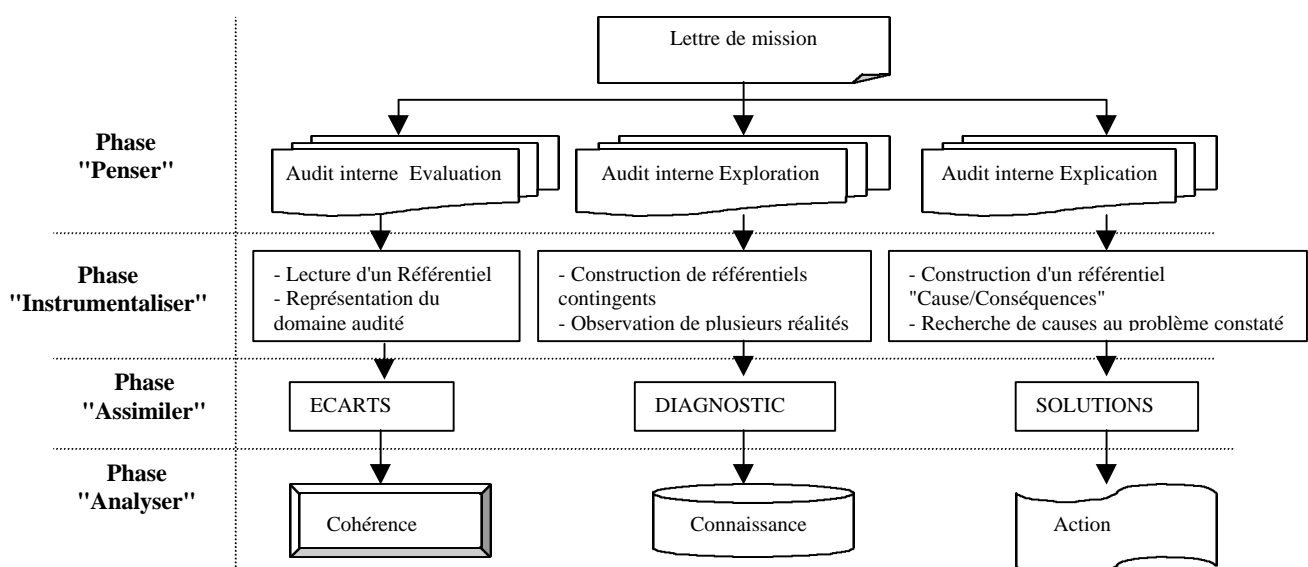 Lettre de mission
Phase
"Penser"
Audit interne Evaluation
Audit interne Exploration
Audit interne Explication
Phase
"Instrumentaliser"
- Lecture d'un Référentiel
- Représentation du
domaine audité
- Construction de référentiels
contingents
- Observation de plusieurs réalités
- Construction d'un référentiel
"Cause/Conséquences"
- Recherche de causes au problème constaté
Phase
"Assimiler"
ECARTS
DIAGNOSTIC
SOLUTIONS
Phase
"Analyser"
Cohérence
Connaissance
Action